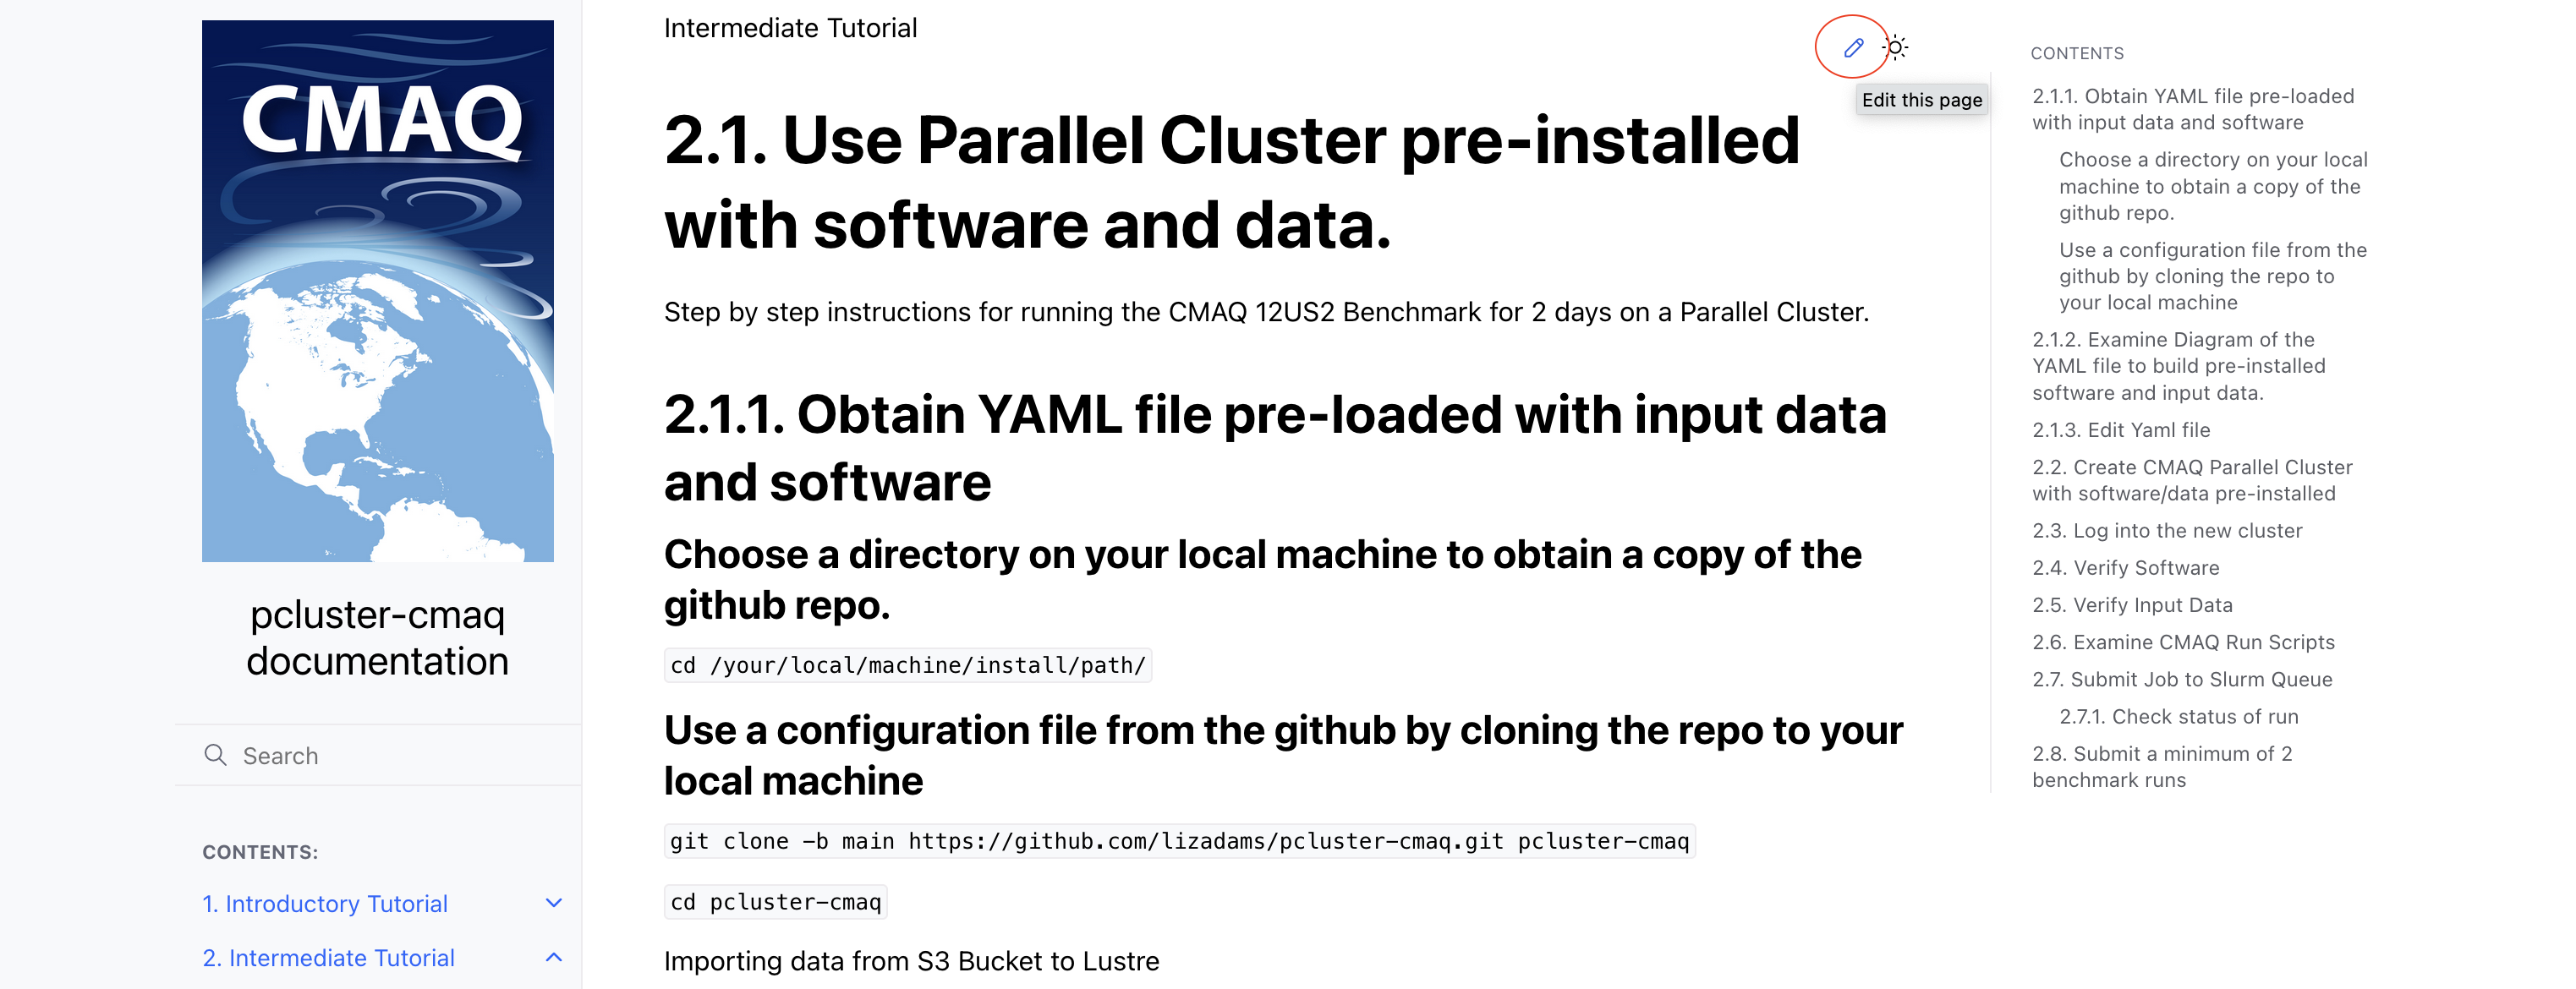 CMAQ
pcluster-cmaq
documentation
Search
CONTENTS:
1. Introductory Tutorial
2. Intermediate Tutorial
Intermediate Tutorial
Edit this page
2.1. Use Parallel Cluster pre-installed
with software and data.
Step by step instructions for running the CMAQ 12US2 Benchmark for 2 days on a Parallel Cluster.
2.1.1. Obtain YAML file pre-loaded with input data
and software
Choose a directory on your local machine to obtain a copy of the
github repo.
cd /your/local/machine/install/path/
Use a configuration file from the github by cloning the repo to your
local machine
git clone -b main https://github.com/lizadams/pcluster-cmaq.git pcluster-cmaq
cd pcluster-cmaq
Importing data from S3 Bucket to Lustre
CONTENTS
2.1.1. Obtain YAML file pre-loaded
with input data and software
Choose a directory on your local
machine to obtain a copy of the
github repo.
Use a configuration file from the
github by cloning the repo to
your local machine
2.1.2. Examine Diagram of the
YAML file to build pre-installed
software and input data.
2.1.3. Edit Yaml file
2.2. Create CMAQ Parallel Cluster
with software/data pre-installed
2.3. Log into the new cluster
2.4. Verify Software
2.5. Verify Input Data
2.6. Examine CMAQ Run Scripts
2.7. Submit Job to Slurm Queue
2.7.1. Check status of run
2.8. Submit a minimum of 2
benchmark runs